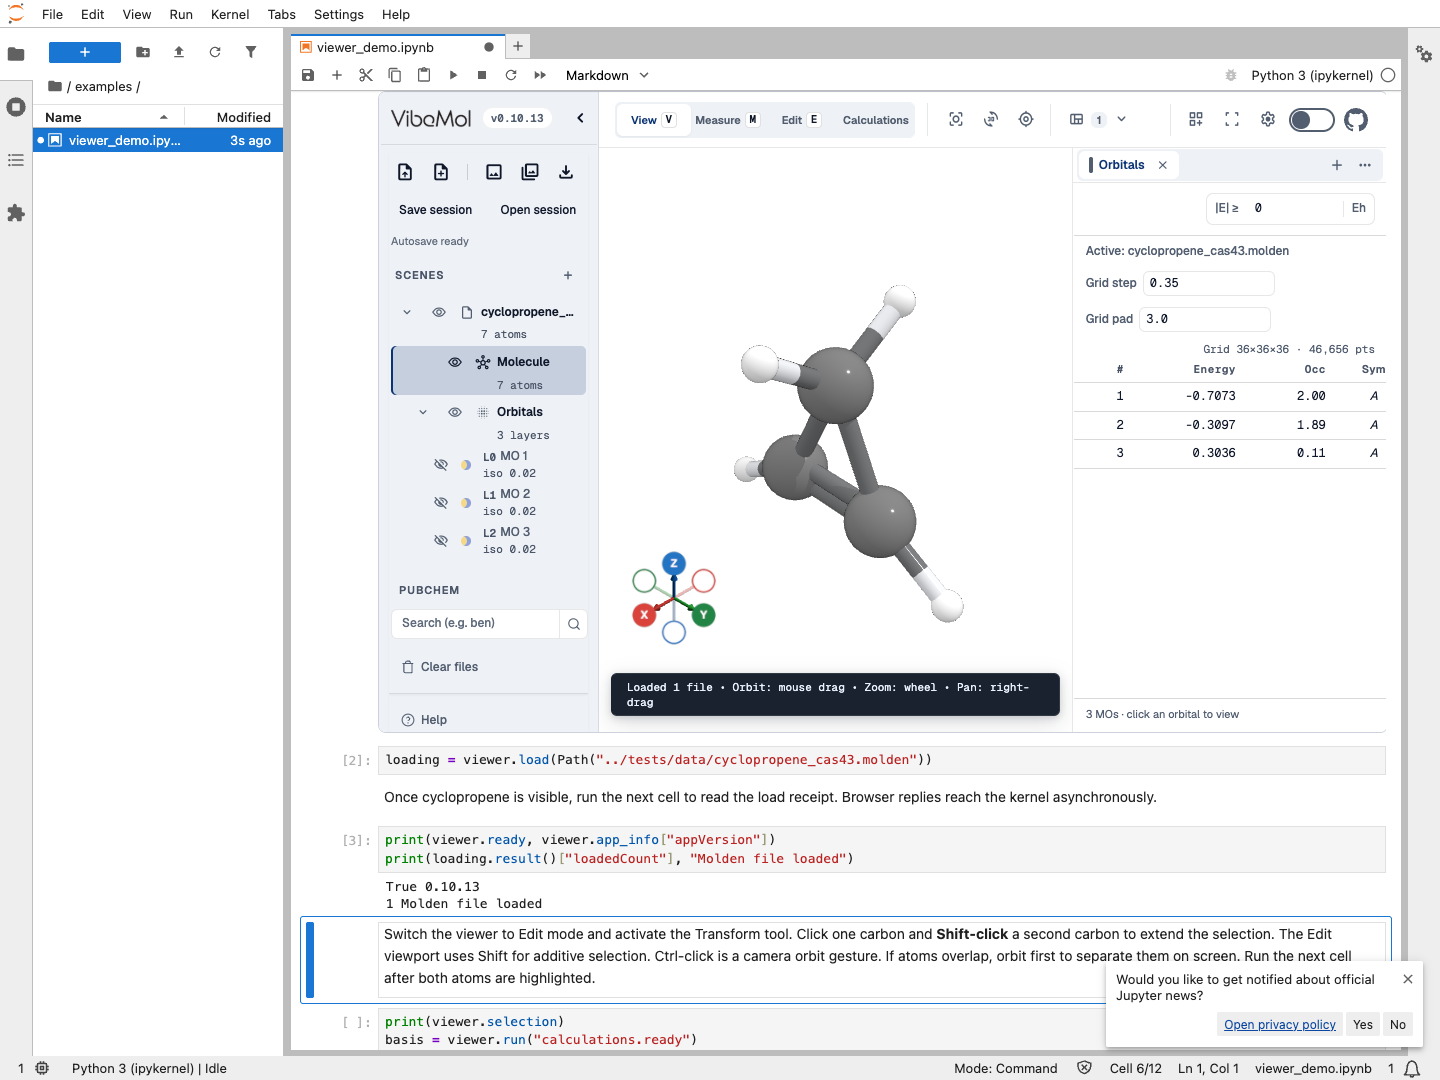 File Edit View Run Kernel Tabs Settings Help
viewer_demo.ipynb
Markdown
Python 3 (ipykernel)
/ examples /
Name Modified
viewer_demo.ipy... 3s ago
VibeMol v0.10.13
View V Measure M Edit E Calculations
1
Save session Open session
Autosave ready
SCENES
cyclopropene_...
7 atoms
Molecule
7 atoms
Orbitals
3 layers
L0 MO 1
iso 0.02
L1 MO 2
iso 0.02
L2 MO 3
iso 0.02
PUBCHEM
Search (e.g. ben)
Clear files
Help
Z
X
Y
Loaded 1 file • Orbit: mouse drag • Zoom: wheel • Pan: right-
drag
Orbitals
|E| ≥ 0 Eh
Active: cyclopropene_cas43.molden
Grid step 0.35
Grid pad 3.0
Grid 36×36×36 · 46,656 pts
# Energy Occ Sym
1 -0.7073 2.00 A
2 -0.3097 1.89 A
3 0.3036 0.11 A
3 MOs · click an orbital to view
[2]: loading = viewer.load(Path("../tests/data/cyclopropene_cas43.molden"))
Once cyclopropene is visible, run the next cell to read the load receipt. Browser replies reach the kernel asynchronously.
[3]: print(viewer.ready, viewer.app_info["appVersion"])
print(loading.result()["loadedCount"], "Molden file loaded")
True 0.10.13
1 Molden file loaded
Switch the viewer to Edit mode and activate the Transform tool. Click one carbon and Shift-click a second carbon to extend the selection. The Edit
viewport uses Shift for additive selection. Ctrl-click is a camera orbit gesture. If atoms overlap, orbit first to separate them on screen. Run the next cell
after both atoms are highlighted.
[ ]: print(viewer.selection)
basis = viewer.run("calculations.ready")
Would you like to get notified about official
Jupyter news?
Open privacy policy Yes No
1 Python 3 (ipykernel) | Idle
Mode: Command Cell 6/12 Ln 1, Col 1 viewer_demo.ipynb 1